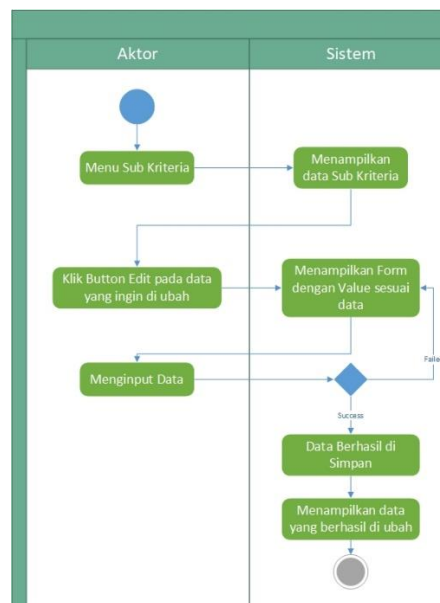 Aktor
Sistem
Menu Sub Kriteria
Menampilkan
data Sub Kriteria
Klik Button Edit pada data
yang ingin di ubah
Menampilkan Form
dengan Value sesuai
data
Menginput Data
Faile
Success
Data Berhasil di
Simpan
Menampilkan data
yang berhasil di ubah